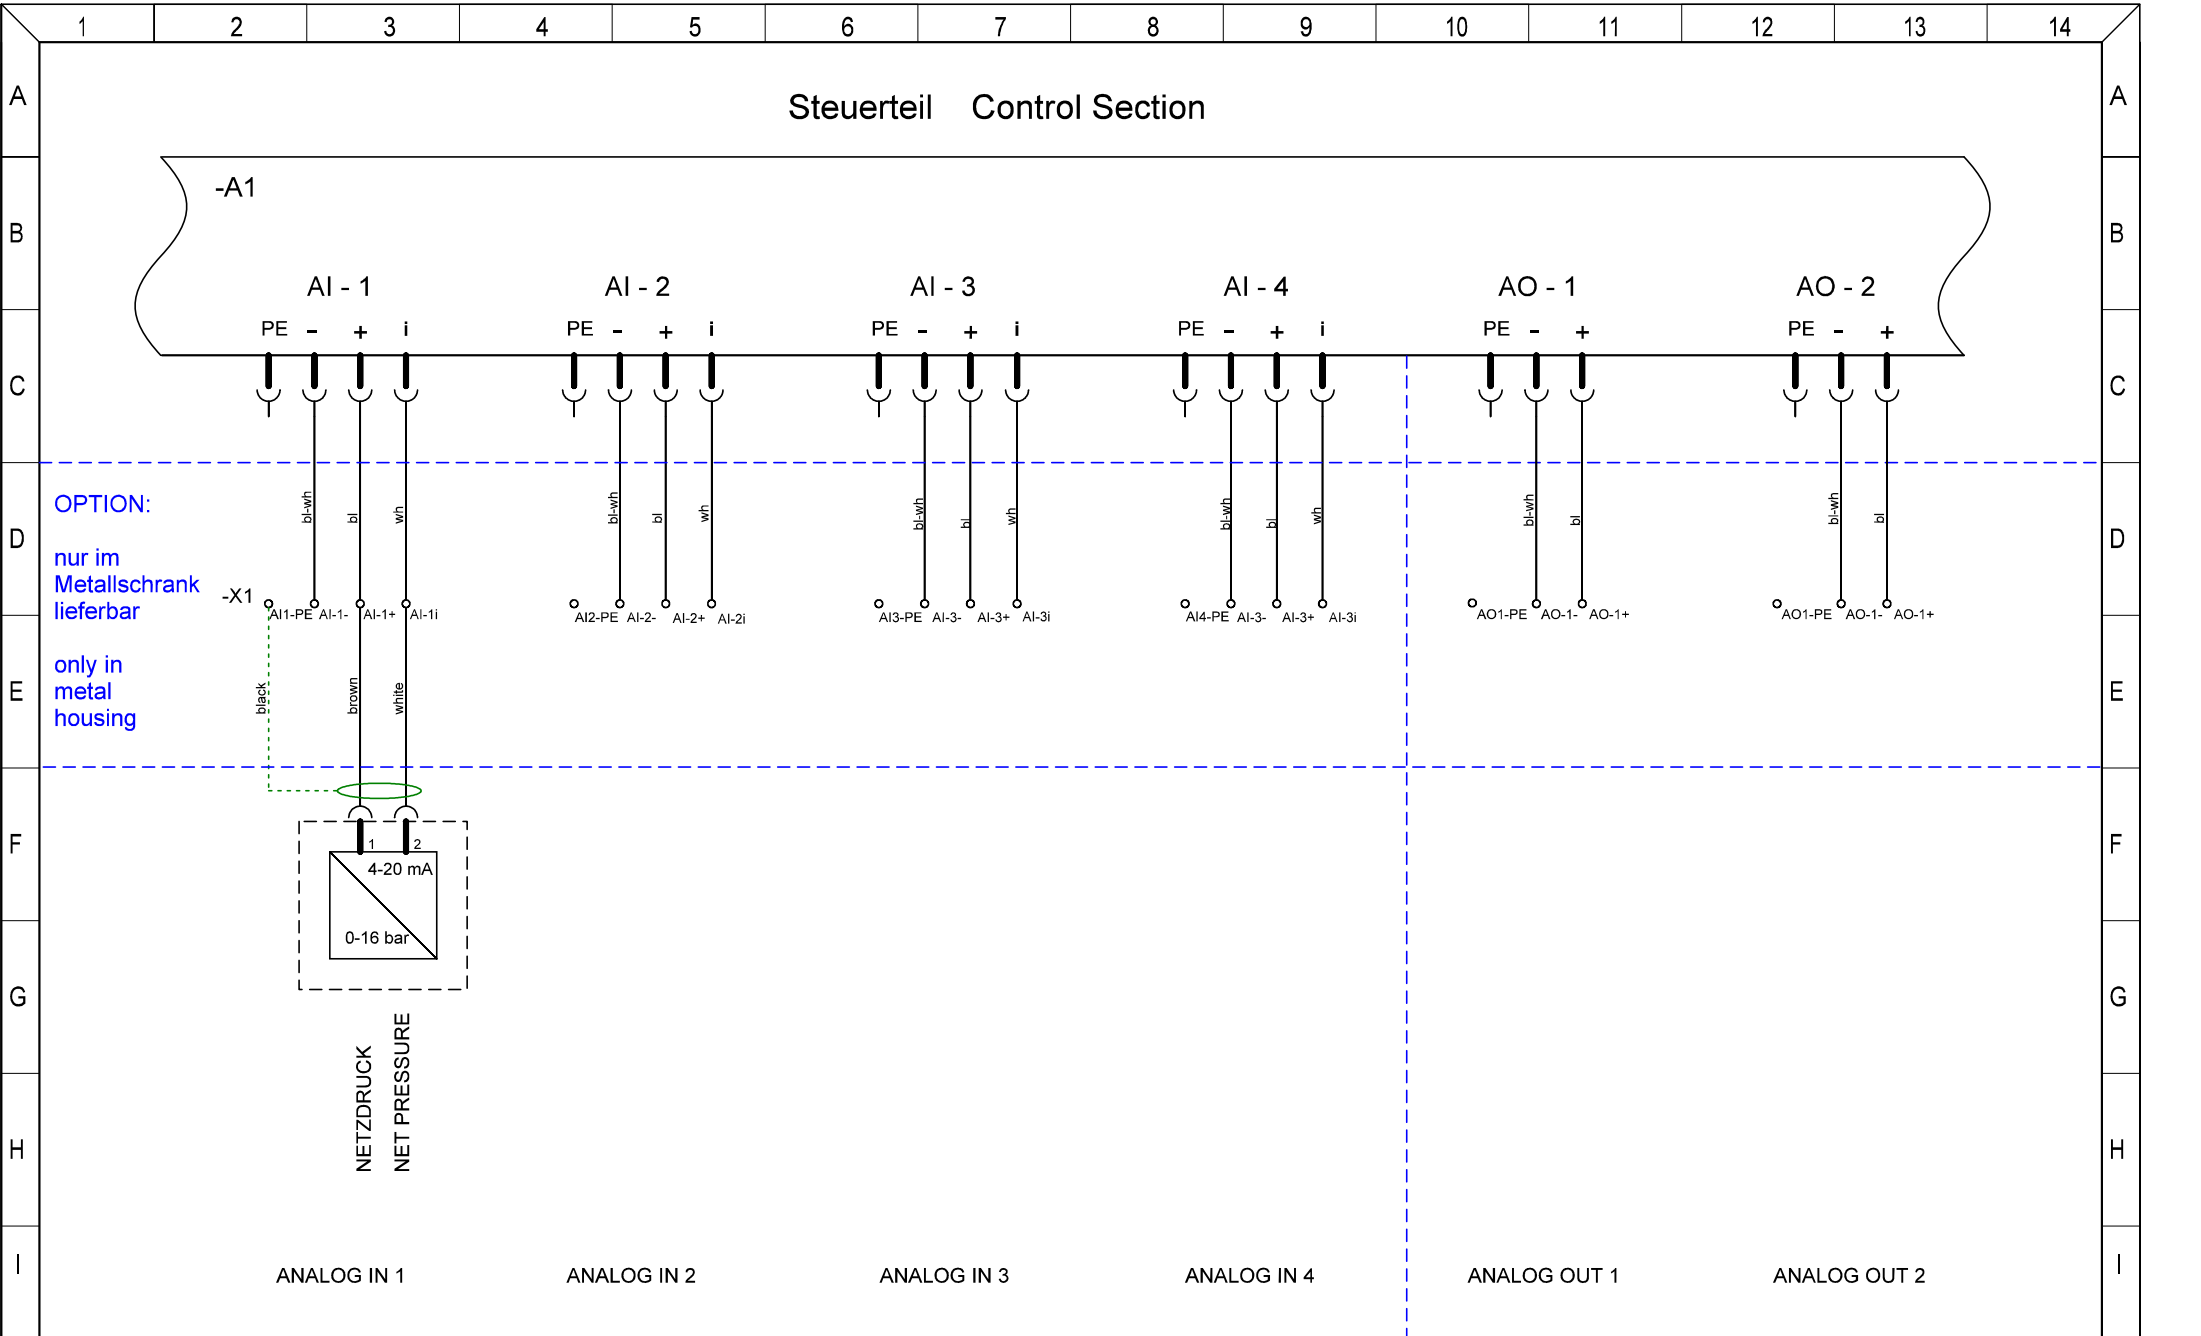 1 2 3 4 5 6 7 8 9 10 11 12 13 14
A A
Steuerteil Control Section
-A1
B B
AI - 1 AI - 2 AI - 3 AI - 4 AO - 1 AO - 2
PE - + i PE - + i PE - + i PE - + i PE - + PE - +
C C
OPTION:
bl-wh bl wh bl-wh bl wh bl-wh bl wh bl-wh bl wh bl-wh bl bl-wh bl
D D
nur im
Metallschrank
lieferbar
-X1
AI1-PE AI-1- AI-1+ AI-1i AI2-PE AI-2- AI-2+ AI-2i AI3-PE AI-3- AI-3+ AI-3i AI4-PE AI-3- AI-3+ AI-3i AO1-PE AO-1- AO-1+ AO1-PE AO-1- AO-1+
only in
metal
housing
E E
black brown white
F F
1 2
4-20 mA
0-16 bar
G G
NETZDRUCK
NET PRESSURE
H H
I I
ANALOG IN 1 ANALOG IN 2 ANALOG IN 3 ANALOG IN 4 ANALOG OUT 1 ANALOG OUT 2